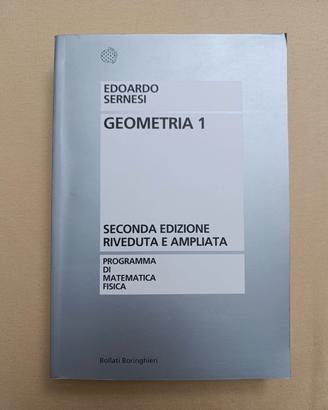 EDOARDO
SERNESI
GEOMETRIA 1
SECONDA EDIZIONE
RIVEDUTA E AMPLIATA
PROGRAMMA
DI
MATEMATICA
FISICA
Bollati Boringhieri